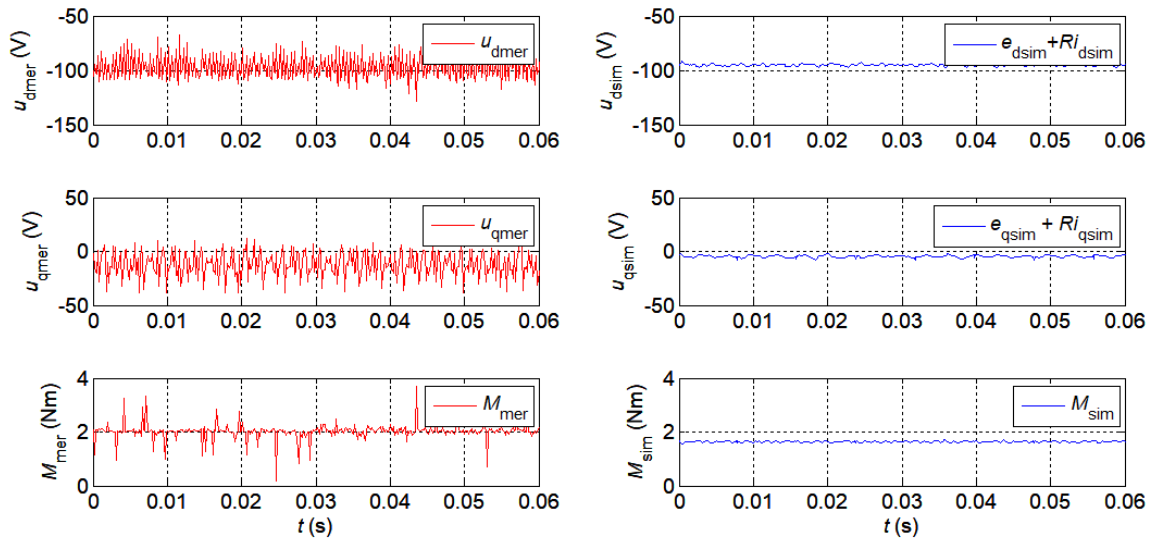 -50
-100
-150
u_dmer (V)
u_dmer
0 0.01 0.02 0.03 0.04 0.05 0.06
-50
-100
-150
u_dsim (V)
e_dsim+Ri_dsim
0 0.01 0.02 0.03 0.04 0.05 0.06
50
0
-50
u_qmer (V)
u_qmer
0 0.01 0.02 0.03 0.04 0.05 0.06
50
0
-50
u_qsim (V)
e_qsim + Ri_qsim
0 0.01 0.02 0.03 0.04 0.05 0.06
4
2
0
M_mer (Nm)
M_mer
0 0.01 0.02 0.03 0.04 0.05 0.06
t (s)
4
2
0
M_sim (Nm)
M_sim
0 0.01 0.02 0.03 0.04 0.05 0.06
t (s)